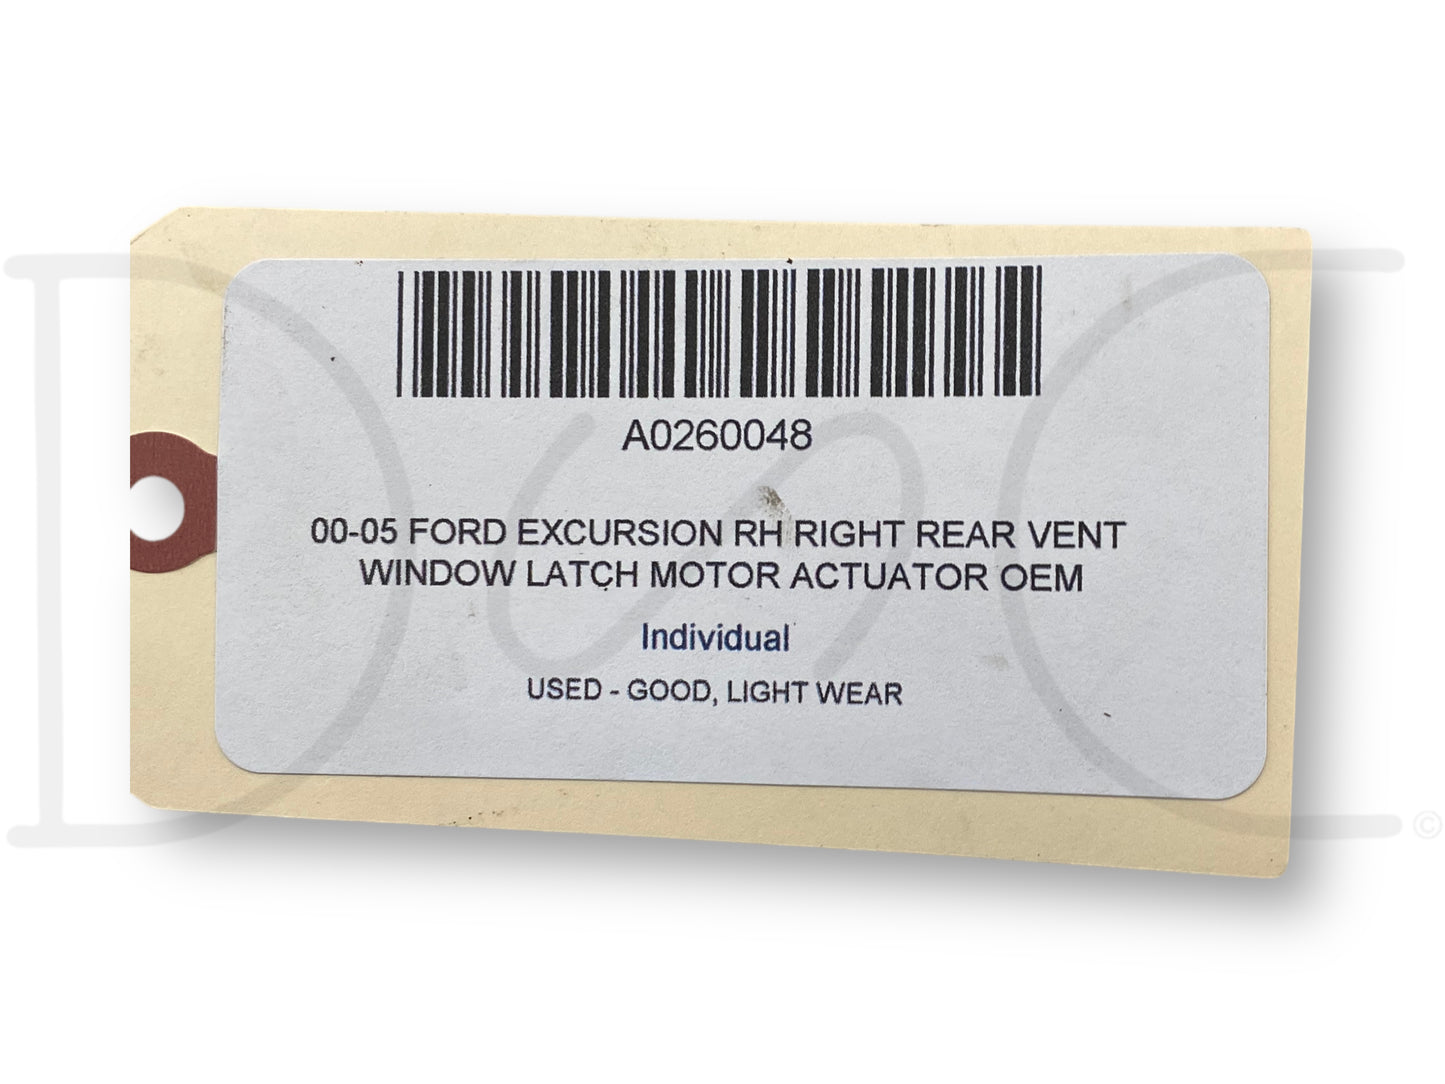 A0260048
00-05 FORD EXCURSION RH RIGHT REAR VENT
WINDOW LATCH MOTOR ACTUATOR OEM
Individual
USED - GOOD, LIGHT WEAR
©